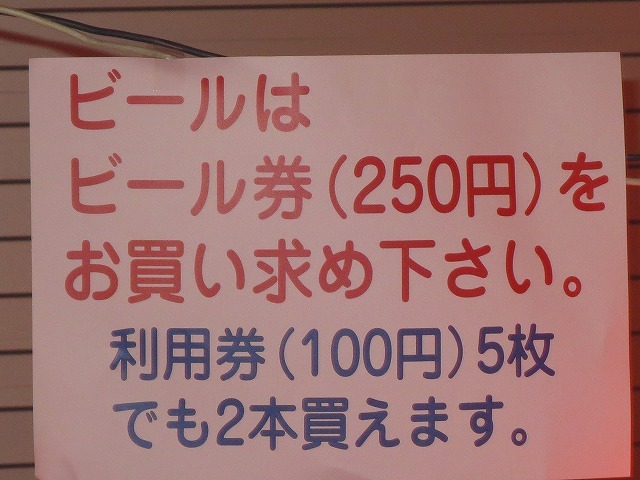 ビールは
ビール券(250円)を
お買い求め下さい。
利用券(100円)5枚
でも2本買えます。